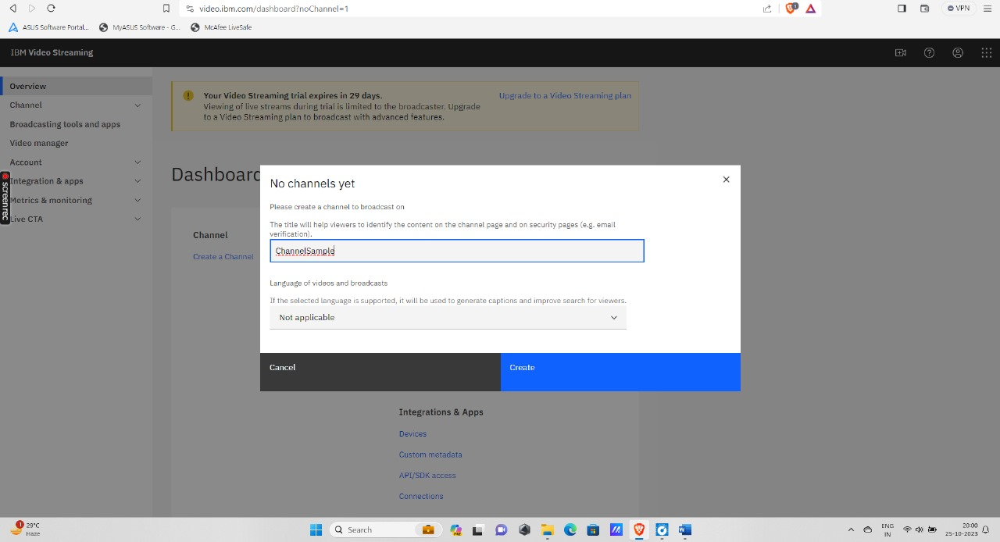 video.ibm.com/dashboard?noChannel=1
1
VPN
ASUS Software Portal...
MyASUS Software - G...
McAfee LiveSafe
IBM Video Streaming
Overview
Channel
Broadcasting tools and apps
Video manager
Account
Integration & apps
Metrics & monitoring
Live CTA
screenrec
Your Video Streaming trial expires in 29 days.
Viewing of live streams during trial is limited to the broadcaster. Upgrade
to a Video Streaming plan to broadcast with advanced features.
Upgrade to a Video Streaming plan
Dashboard
Channel
Create a Channel
No channels yet
Please create a channel to broadcast on
The title will help viewers to identify the content on the channel page and on security pages (e.g. email
verification).
ChannelSample
Language of videos and broadcasts
If the selected language is supported, it will be used to generate captions and improve search for viewers.
Not applicable
Cancel
Create
Integrations & Apps
Devices
Custom metadata
API/SDK access
Connections
1
29°C
Haze
Search
ENG
IN
20:00
25-10-2023